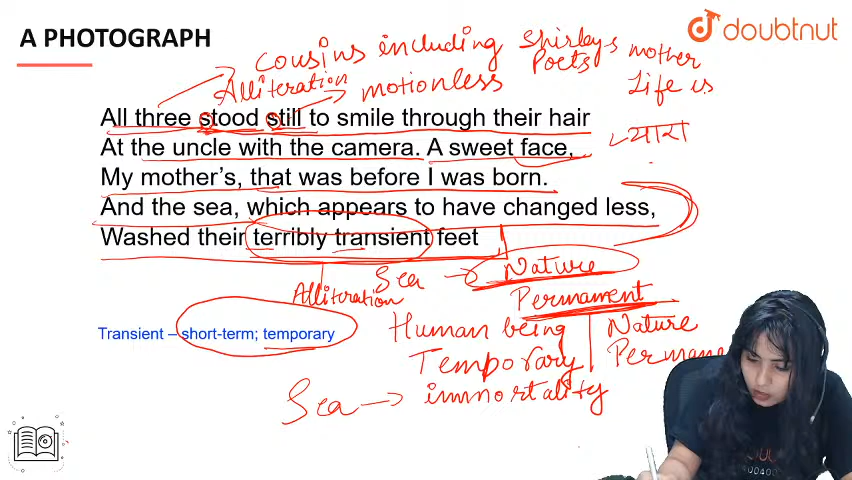 A PHOTOGRAPH
doubtnut
cousins including Shirley's mother
Poets
Alliteration → motionless
Life is
All three stood still to smile through their hair
At the uncle with the camera. A sweet face,
प्यारा
My mother's, that was before I was born.
And the sea, which appears to have changed less,
Washed their terribly transient feet
Sea → Nature
Alliteration
Permanent
Transient – short-term; temporary
Human being
Nature
Temporary
Permane
Sea → immortality